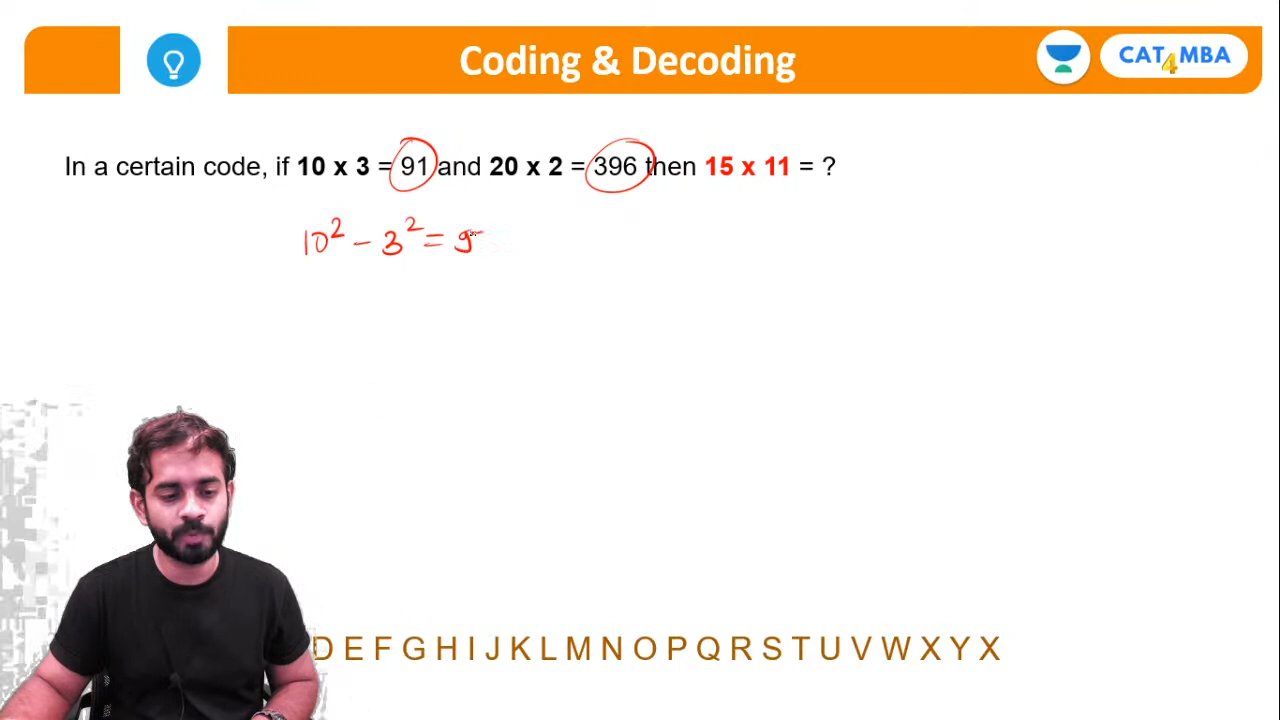 Coding & Decoding
CAT4MBA
In a certain code, if 10 x 3 = 91 and 20 x 2 = 396 then 15 x 11 = ?
10² - 3² = 9
D E F G H I J K L M N O P Q R S T U V W X Y X